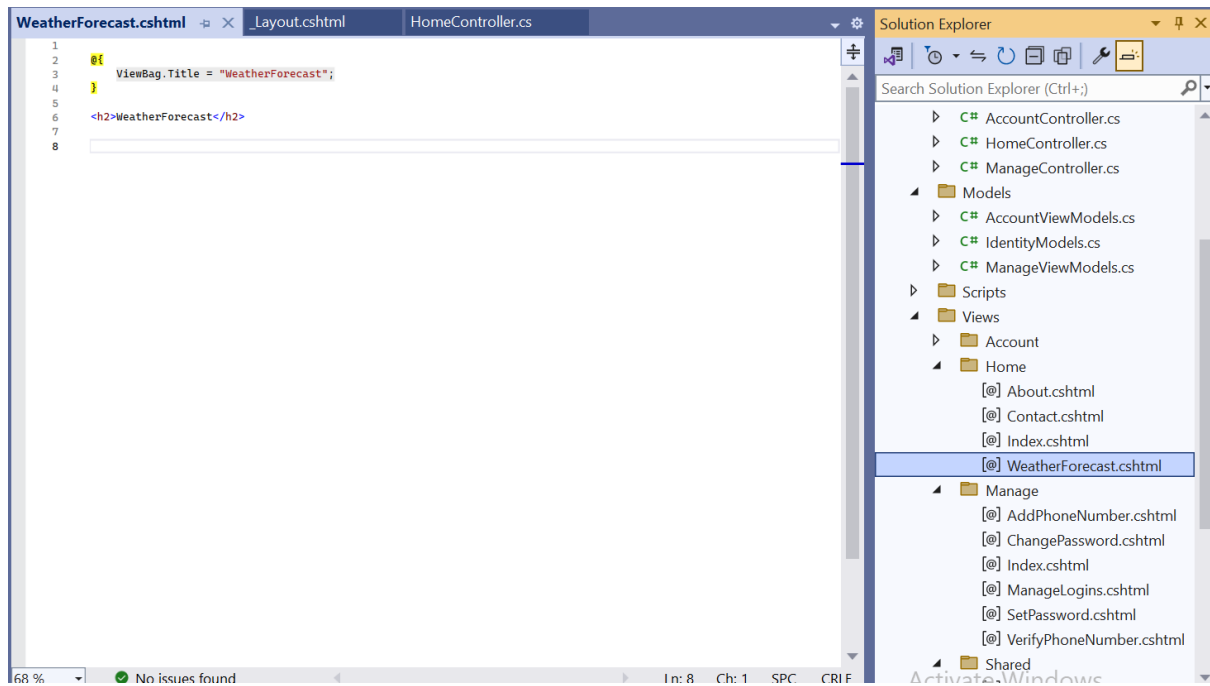 WeatherForecast.cshtml _Layout.cshtml HomeController.cs
1
2 @{
3 ViewBag.Title = "WeatherForecast";
4 }
5
6 <h2>WeatherForecast</h2>
7
8
68 % No issues found Ln: 8 Ch: 1 SPC CRLF
Solution Explorer
Search Solution Explorer (Ctrl+;)
C# AccountController.cs
C# HomeController.cs
C# ManageController.cs
Models
C# AccountViewModels.cs
C# IdentityModels.cs
C# ManageViewModels.cs
Scripts
Views
Account
Home
[@] About.cshtml
[@] Contact.cshtml
[@] Index.cshtml
[@] WeatherForecast.cshtml
Manage
[@] AddPhoneNumber.cshtml
[@] ChangePassword.cshtml
[@] Index.cshtml
[@] ManageLogins.cshtml
[@] SetPassword.cshtml
[@] VerifyPhoneNumber.cshtml
Shared
Activate Windows